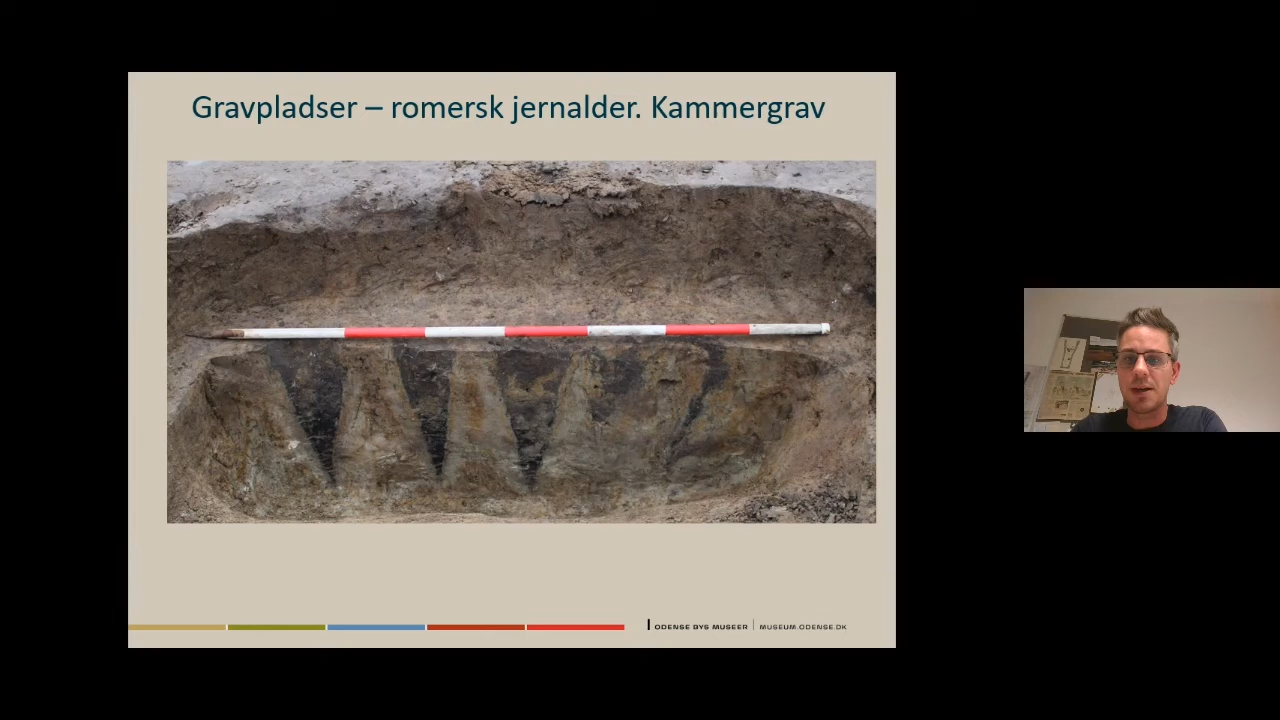 Gravpladser – romersk jernalder. Kammergrav
ODENSE BYS MUSEER | MUSEUM.ODENSE.DK